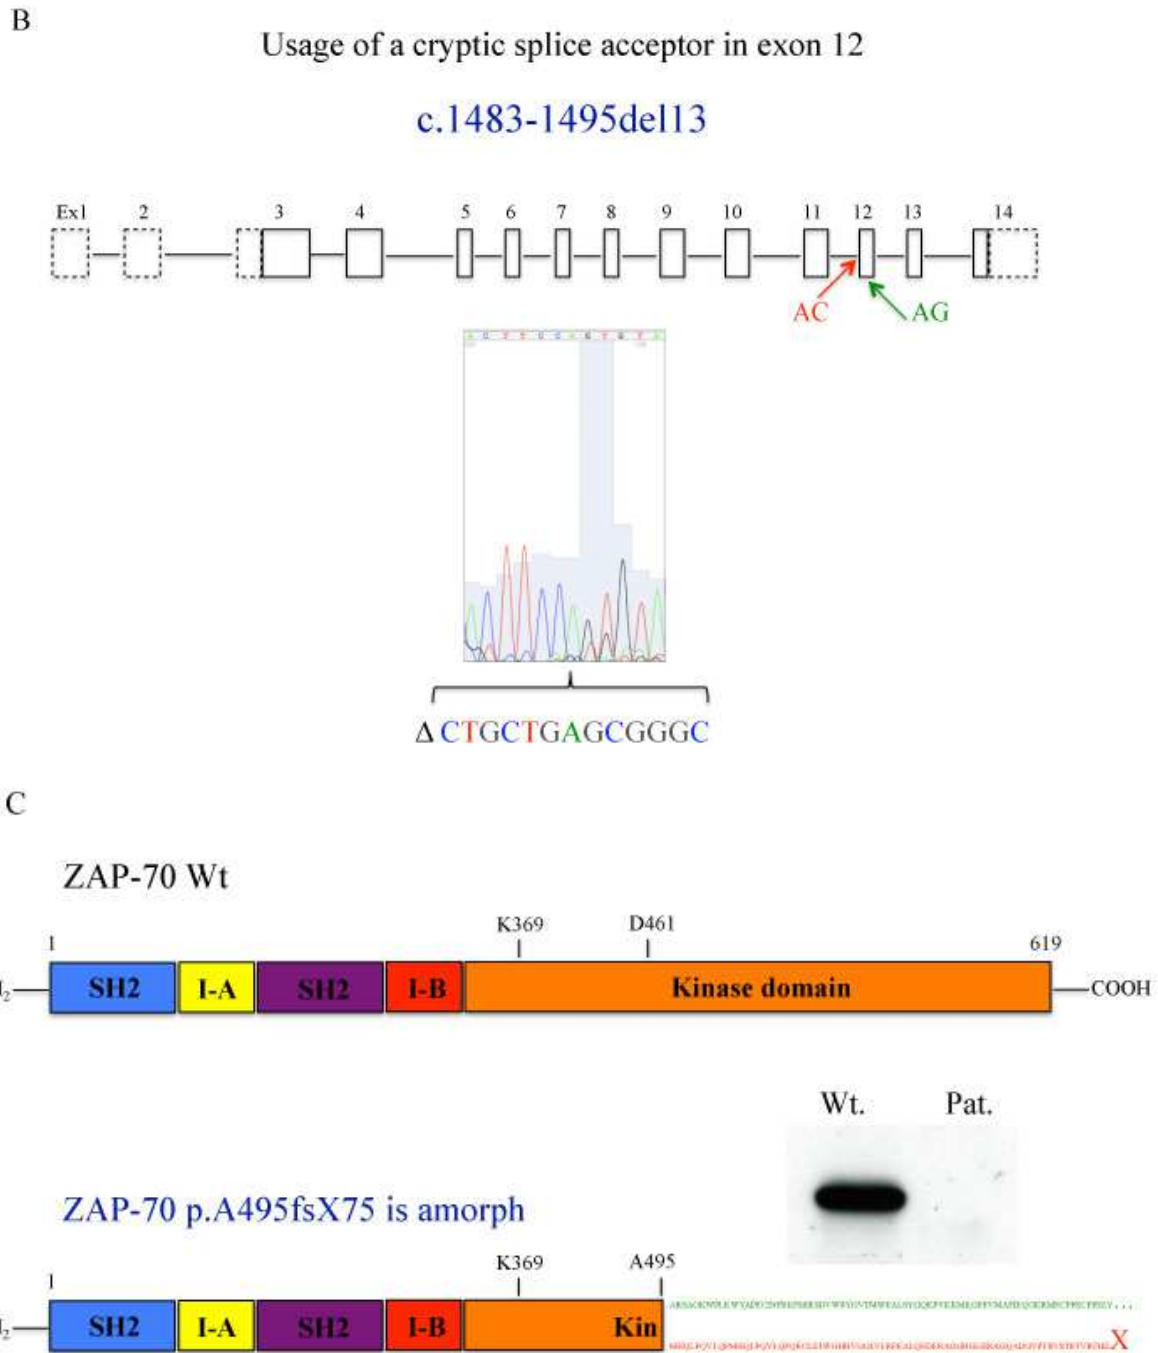 B
Usage of a cryptic splice acceptor in exon 12
c.1483-1495del13
Ex1 2 3 4 5 6 7 8 9 10 11 12 13 14
AC AG
Δ CTGCTGAGCGGGC
C
ZAP-70 Wt
K369 D461
1 619
SH2 I-A SH2 I-B Kinase domain COOH
Wt. Pat.
ZAP-70 p.A495fsX75 is amorph
K369 A495
1
SH2 I-A SH2 I-B Kin
X